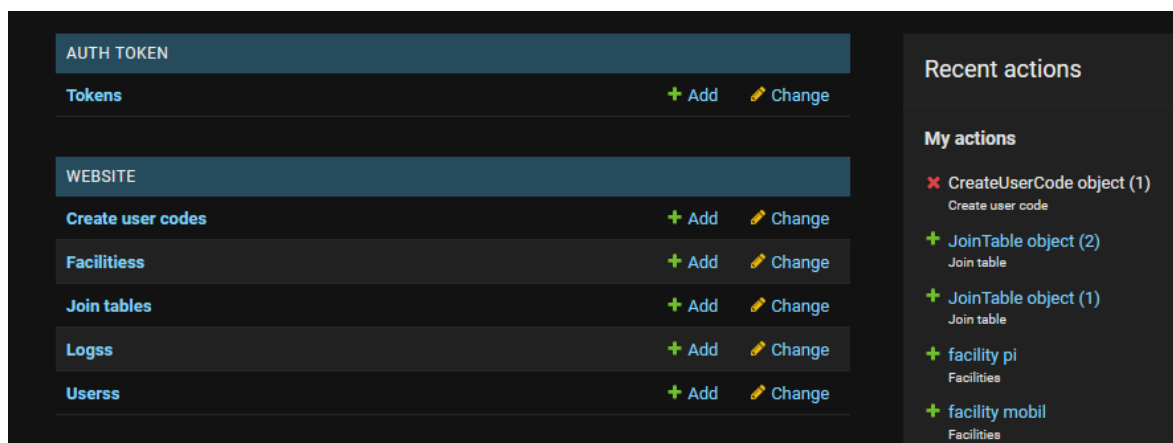 AUTH TOKEN
Tokens
Add
Change
WEBSITE
Create user codes
Add
Change
Facilitiess
Add
Change
Join tables
Add
Change
Logss
Add
Change
Userss
Add
Change
Recent actions
My actions
CreateUserCode object (1)
Create user code
JoinTable object (2)
Join table
JoinTable object (1)
Join table
facility pi
Facilities
facility mobil
Facilities